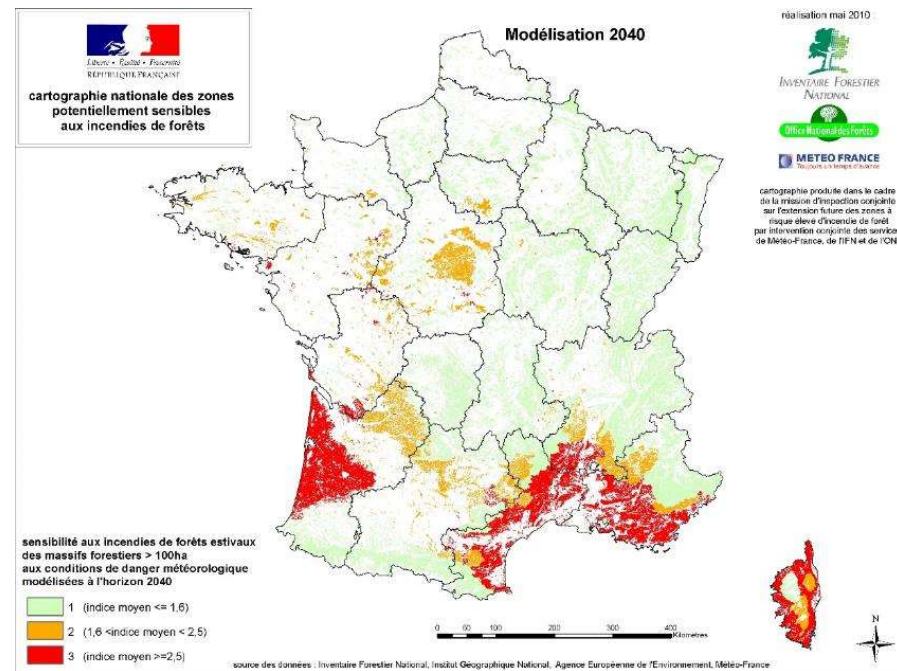 Liberté • Égalité • Fraternité
RÉPUBLIQUE FRANÇAISE
cartographie nationale des zones
potentiellement sensibles
aux incendies de forêts
Modélisation 2040
réalisation mai 2010 :
INVENTAIRE FORESTIER
NATIONAL
Office National des Forêts
METEO FRANCE
Toujours un temps d'avance
cartographie produite dans le cadre
de la mission d'inspection conjointe
sur l'extension future des zones à
risque élevé d'incendie de forêt
par intervention conjointe des services
de Météo-France, de l'IFN et de l'ON
sensibilité aux incendies de forêts estivaux
des massifs forestiers > 100ha
aux conditions de danger météorologique
modélisées à l'horizon 2040
1 (indice moyen <= 1,6)
2 (1,6 <indice moyen < 2,5)
3 (indice moyen >=2,5)
0 50 100 200 300 400
Kilomètres
N
source des données : Inventaire Forestier National, Institut Géographique National, Agence Européenne de l'Environnement, Météo-France